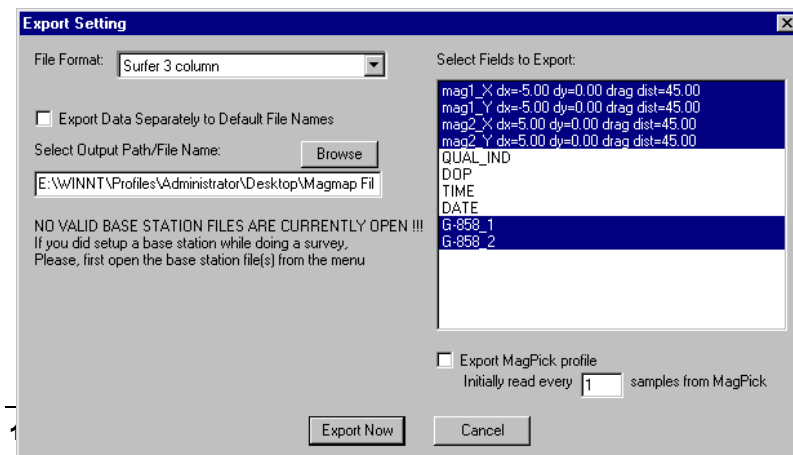 Export Setting
File Format: Surfer 3 column
Export Data Separately to Default File Names
Select Output Path/File Name: Browse
E:\WINNT\Profiles\Administrator\Desktop\Magmap Fil
NO VALID BASE STATION FILES ARE CURRENTLY OPEN !!!
If you did setup a base station while doing a survey,
Please, first open the base station file(s) from the menu
Select Fields to Export:
mag1_X dx=-5.00 dy=0.00 drag dist=45.00
mag1_Y dx=-5.00 dy=0.00 drag dist=45.00
mag2_X dx=5.00 dy=0.00 drag dist=45.00
mag2_Y dx=5.00 dy=0.00 drag dist=45.00
QUAL_IND
DOP
TIME
DATE
G-858_1
G-858_2
Export MagPick profile
Initially read every 1 samples from MagPick
Export Now Cancel